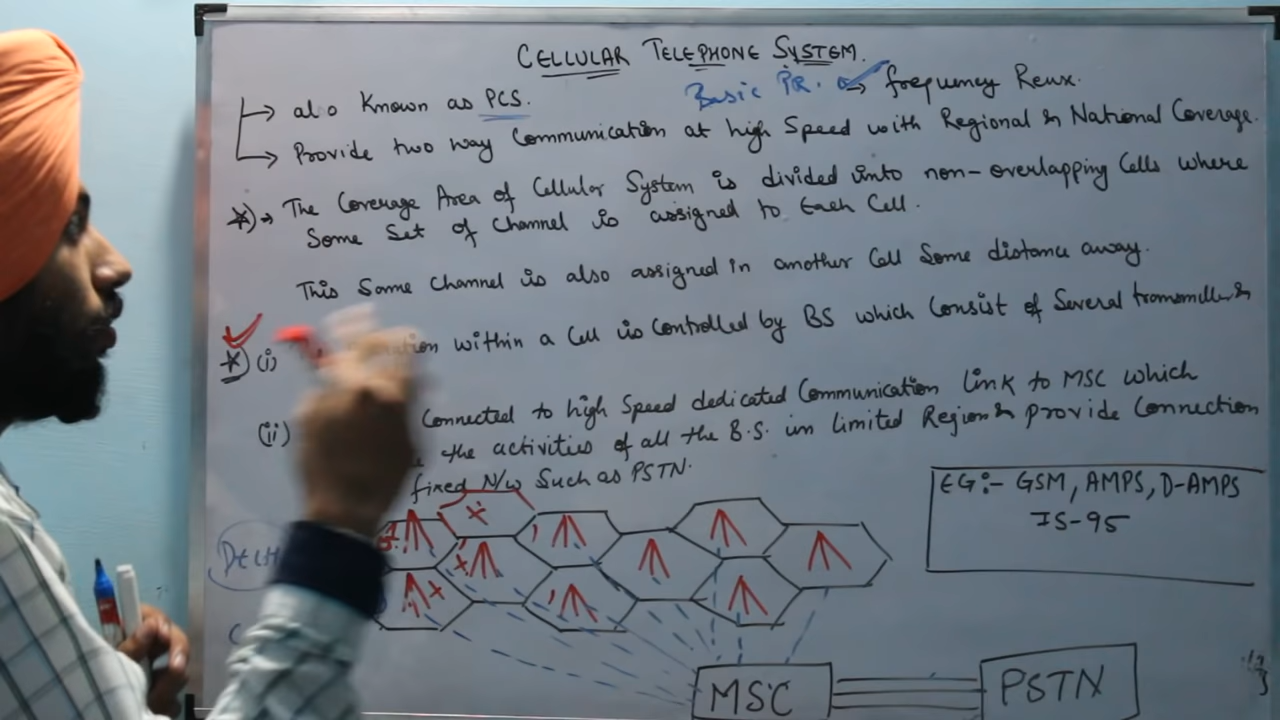 CELLULAR TELEPHONE SYSTEM.
Basic PR. → frequency Reux.
→ also Known as PCS.
→ Provide two way Communication at high Speed with Regional & National Coverage.
*) → The Coverage Area of Cellular System is divided into non-overlapping Cells where
Some Set of Channel is assigned to Each Cell.
This Same Channel is also assigned in another Cell Some distance away.
*) (i) within a Cell is Controlled by BS which Consist of Several transmitter &
(ii) Connected to high Speed dedicated Communication link to MSC which
the activities of all the B.S. in limited Region & provide Connection
fixed N/w Such as PSTN.
EG:- GSM, AMPS, D-AMPS
IS-95
MSC
PSTN